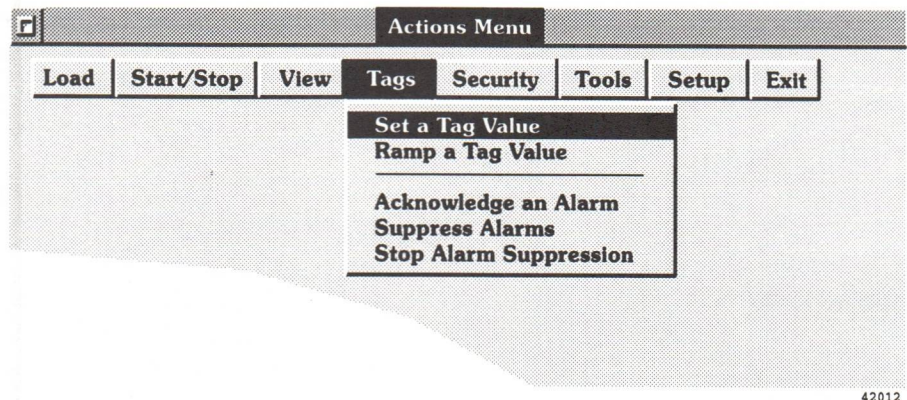 Actions Menu
Load Start/Stop View Tags Security Tools Setup Exit
Set a Tag Value
Ramp a Tag Value
Acknowledge an Alarm
Suppress Alarms
Stop Alarm Suppression
42012